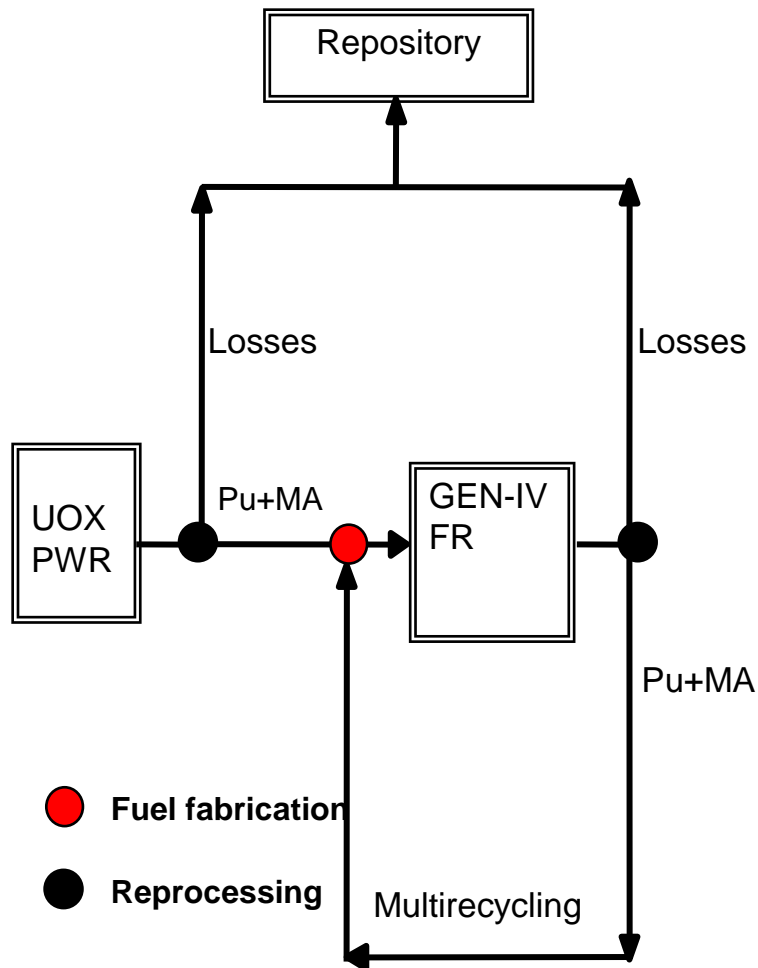 Repository
Losses
Losses
Pu+MA
UOX
PWR
GEN-IV
FR
Pu+MA
Fuel fabrication
Reprocessing
Multirecycling